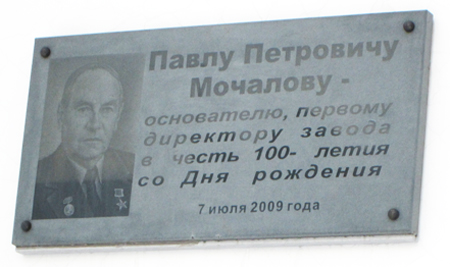 Павлу Петровичу
Мочалову -
основателю, первому
директору завода
в честь 100- летия
со Дня рождения
7 июля 2009 года